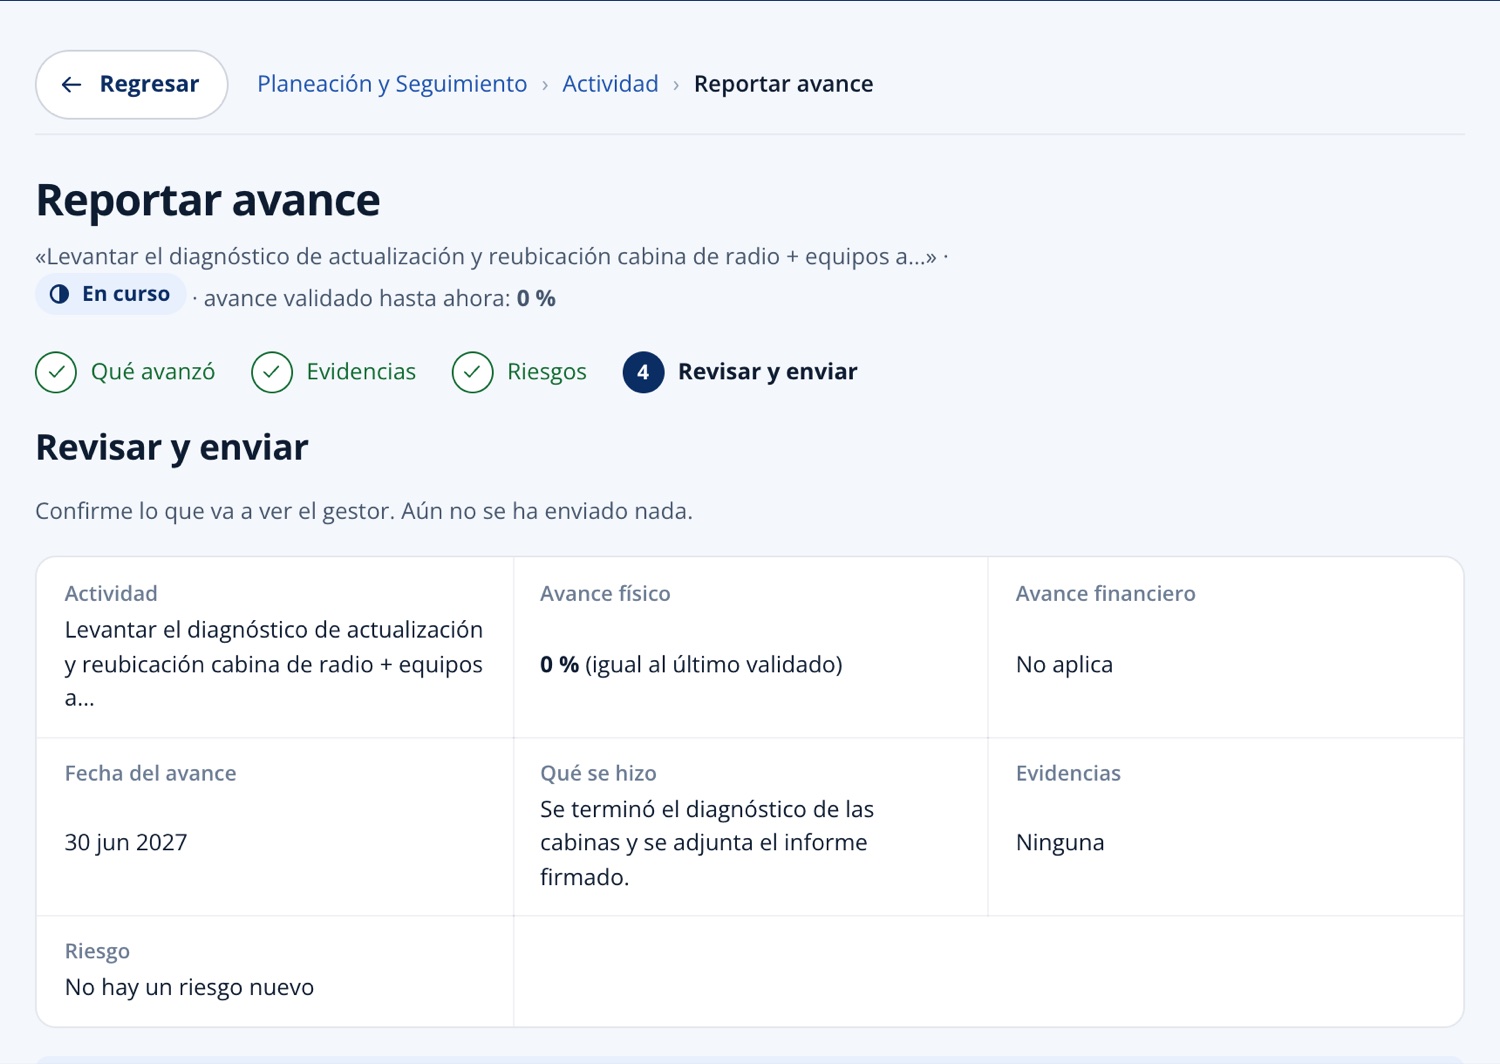 ← Regresar
Planeación y Seguimiento › Actividad › Reportar avance
Reportar avance
«Levantar el diagnóstico de actualización y reubicación cabina de radio + equipos a...» ·
En curso · avance validado hasta ahora: 0 %
Qué avanzó
Evidencias
Riesgos
4 Revisar y enviar
Revisar y enviar
Confirme lo que va a ver el gestor. Aún no se ha enviado nada.
Actividad
Levantar el diagnóstico de actualización
y reubicación cabina de radio + equipos
a...
Avance físico
0 % (igual al último validado)
Avance financiero
No aplica
Fecha del avance
30 jun 2027
Qué se hizo
Se terminó el diagnóstico de las
cabinas y se adjunta el informe
firmado.
Evidencias
Ninguna
Riesgo
No hay un riesgo nuevo